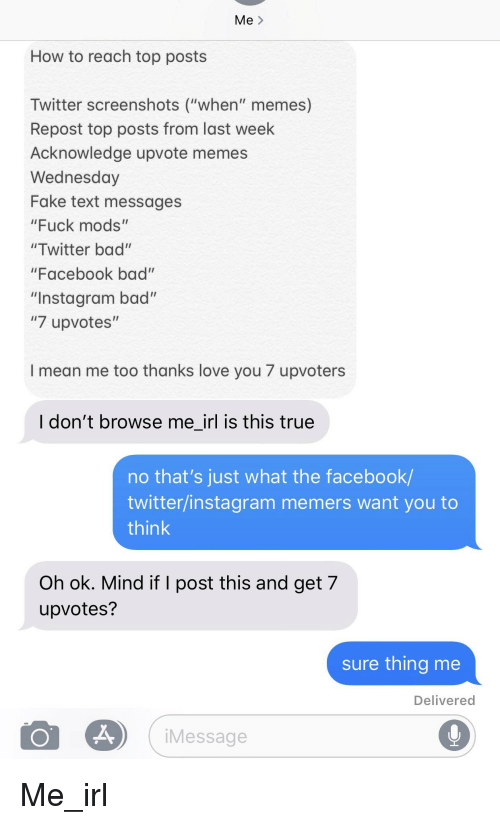 Me >
How to reach top posts
Twitter screenshots (“when” memes)
Repost top posts from last week
Acknowledge upvote memes
Wednesday
Fake text messages
“Fuck mods”
“Twitter bad”
“Facebook bad”
“Instagram bad”
“7 upvotes”
I mean me too thanks love you 7 upvoters
I don’t browse me_irl is this true
no that’s just what the facebook/
twitter/instagram memers want you to
think
Oh ok. Mind if I post this and get 7
upvotes?
sure thing me
Delivered
iMessage
Me_irl